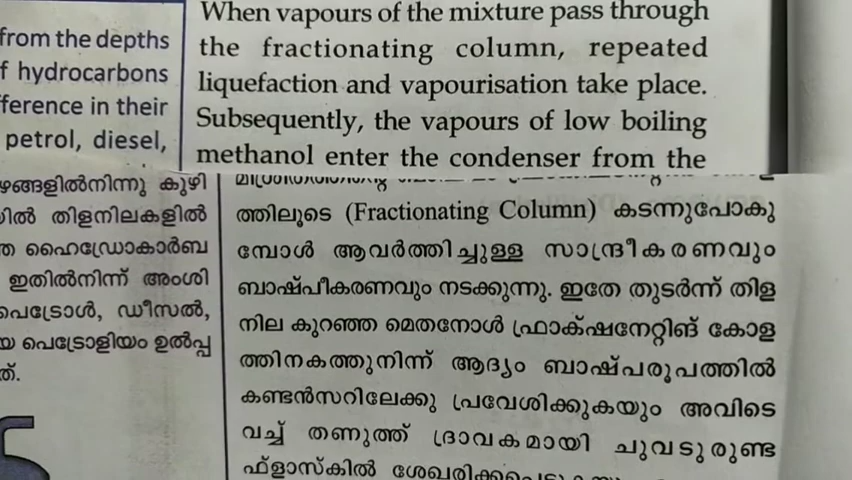 from the depths
f hydrocarbons
ference in their
petrol, diesel,
When vapours of the mixture pass through
the fractionating column, repeated
liquefaction and vapourisation take place.
Subsequently, the vapours of low boiling
methanol enter the condenser from the
ഴങ്ങളിൽനിന്നു കുഴി
യിൽ തിളനിലകളിൽ
ത ഹൈഡ്രോകാർബ
ഇതിൽനിന്ന് അംശി
പെട്രോൾ, ഡീസൽ,
യ പെട്രോളിയം ഉൽപ്പ
ത്.
ത്തിലൂടെ (Fractionating Column) കടന്നുപോകു
മ്പോൾ ആവർത്തിച്ചുള്ള സാന്ദ്രീകരണവും
ബാഷ്പീകരണവും നടക്കുന്നു. ഇതേ തുടർന്ന് തിള
നില കുറഞ്ഞ മെതനോൾ ഫ്രാക്ഷനേറ്റിങ് കോള
ത്തിനകത്തുനിന്ന് ആദ്യം ബാഷ്പരൂപത്തിൽ
കണ്ടൻസറിലേക്കു പ്രവേശിക്കുകയും അവിടെ
വച്ച് തണുത്ത് ദ്രാവകമായി ചുവടുരുണ്ട
ഫ്ളാസ്കിൽ